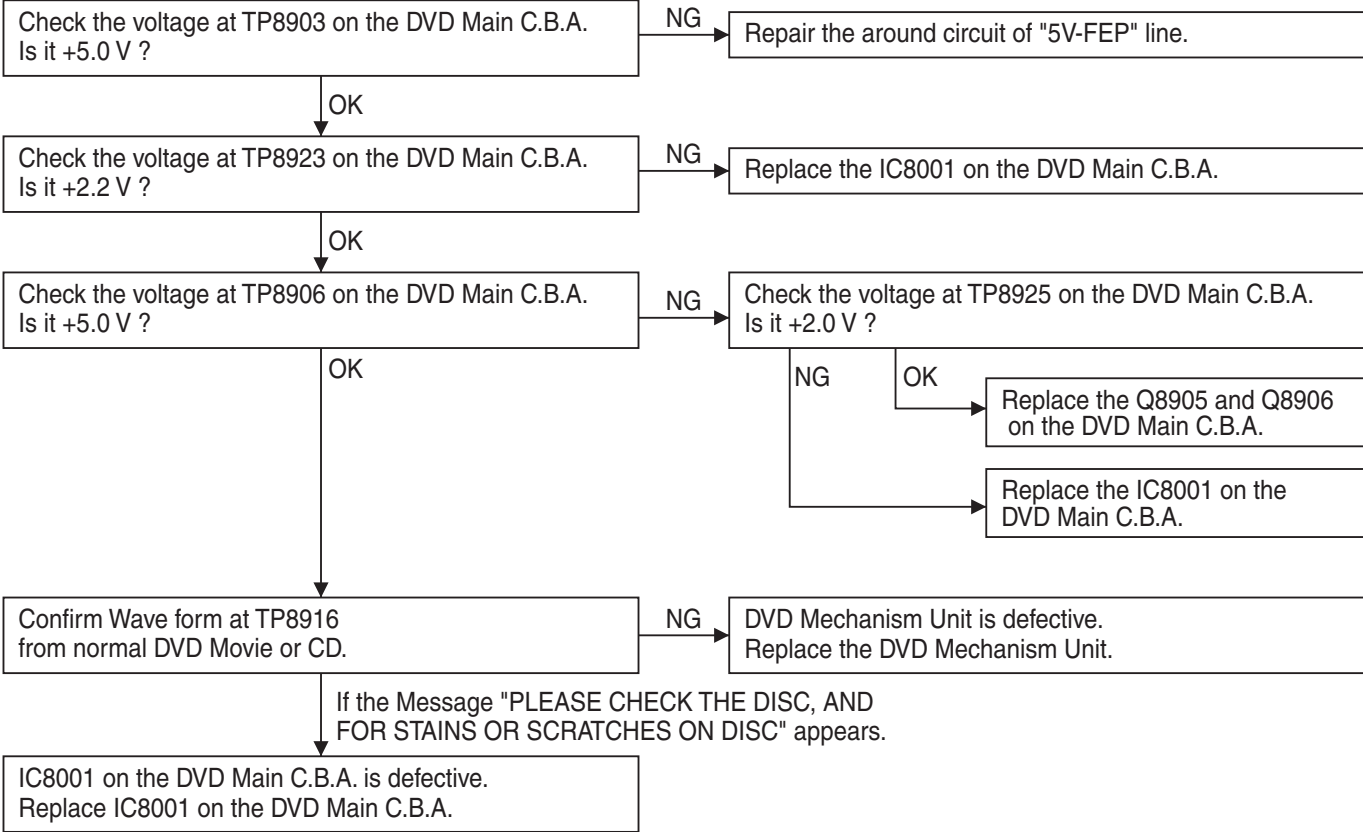 Check the voltage at TP8903 on the DVD Main C.B.A.
Is it +5.0 V ?
NG
Repair the around circuit of "5V-FEP" line.
OK
Check the voltage at TP8923 on the DVD Main C.B.A.
Is it +2.2 V ?
NG
Replace the IC8001 on the DVD Main C.B.A.
OK
Check the voltage at TP8906 on the DVD Main C.B.A.
Is it +5.0 V ?
NG
Check the voltage at TP8925 on the DVD Main C.B.A.
Is it +2.0 V ?
OK
NG
OK
Replace the Q8905 and Q8906
on the DVD Main C.B.A.
Replace the IC8001 on the
DVD Main C.B.A.
Confirm Wave form at TP8916
from normal DVD Movie or CD.
NG
DVD Mechanism Unit is defective.
Replace the DVD Mechanism Unit.
If the Message "PLEASE CHECK THE DISC, AND
FOR STAINS OR SCRATCHES ON DISC" appears.
IC8001 on the DVD Main C.B.A. is defective.
Replace IC8001 on the DVD Main C.B.A.